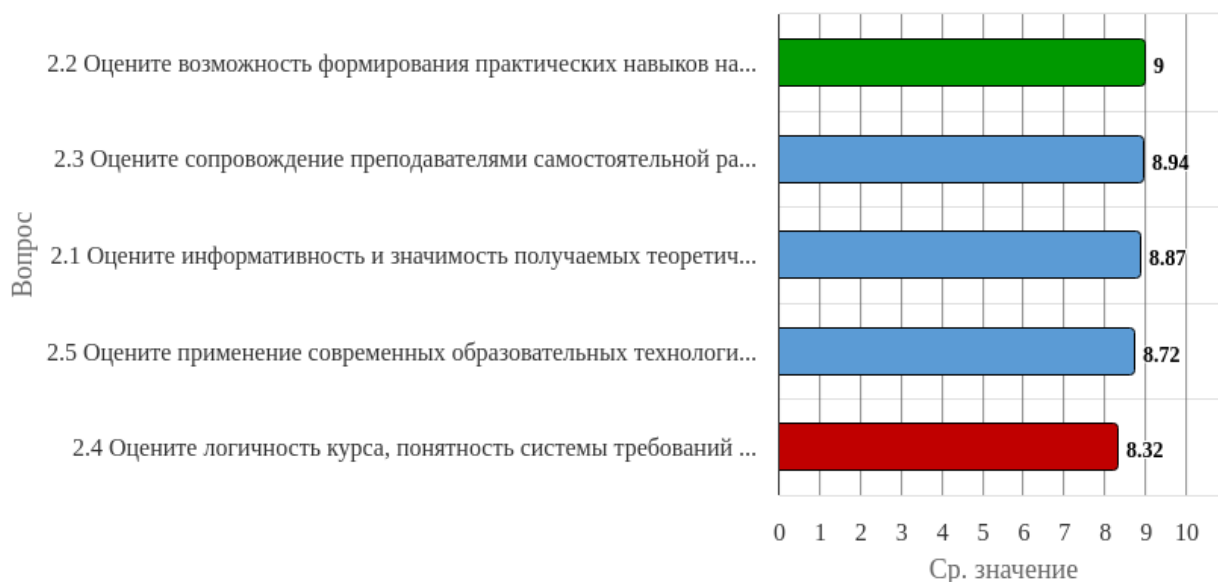 2.2 Оцените возможность формирования практических навыков на...
9
2.3 Оцените сопровождение преподавателями самостоятельной ра...
8.94
2.1 Оцените информативность и значимость получаемых теоретич...
8.87
2.5 Оцените применение современных образовательных технологи...
8.72
2.4 Оцените логичность курса, понятность системы требований ...
8.32
Вопрос
0 1 2 3 4 5 6 7 8 9 10
Ср. значение